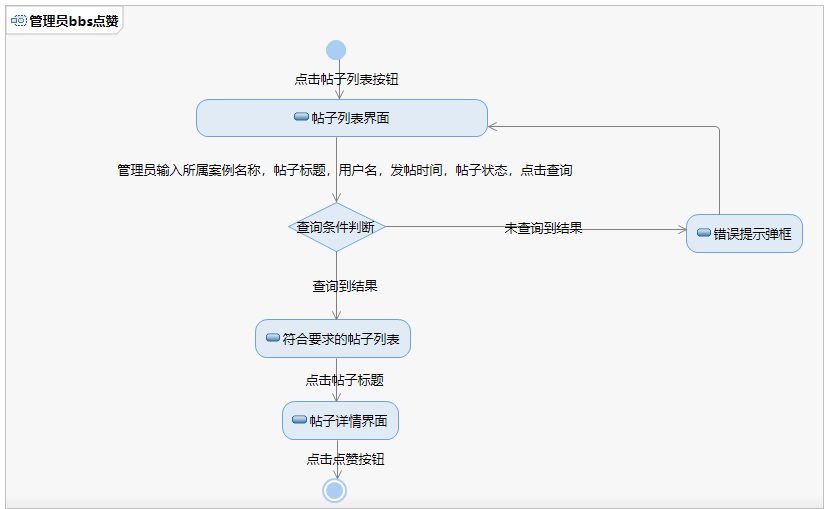 管理员bbs点赞
点击帖子列表按钮
帖子列表界面
管理员输入所属案例名称，帖子标题，用户名，发帖时间，帖子状态，点击查询
查询条件判断
未查询到结果
错误提示弹框
查询到结果
符合要求的帖子列表
点击帖子标题
帖子详情界面
点击点赞按钮